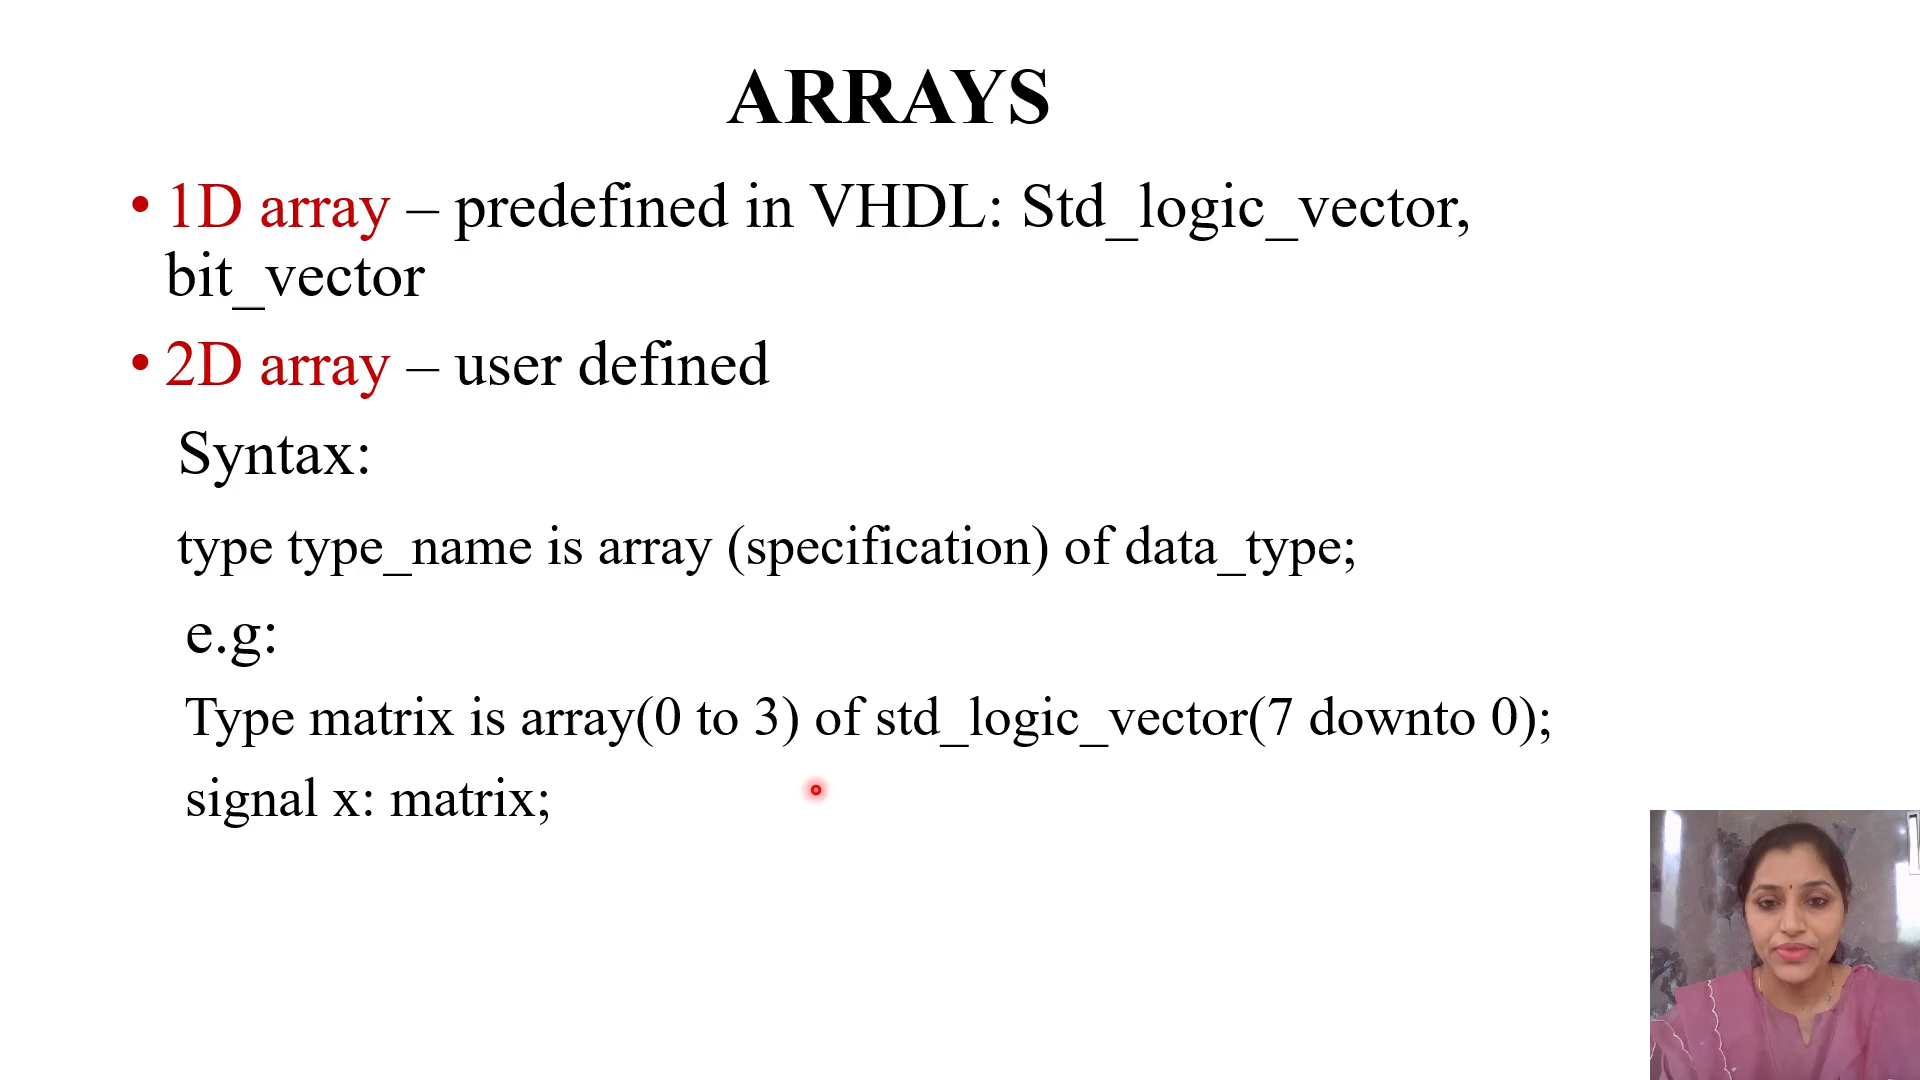 ARRAYS
• 1D array – predefined in VHDL: Std_logic_vector,
bit_vector
• 2D array – user defined
Syntax:
type type_name is array (specification) of data_type;
e.g:
Type matrix is array(0 to 3) of std_logic_vector(7 downto 0);
signal x: matrix;